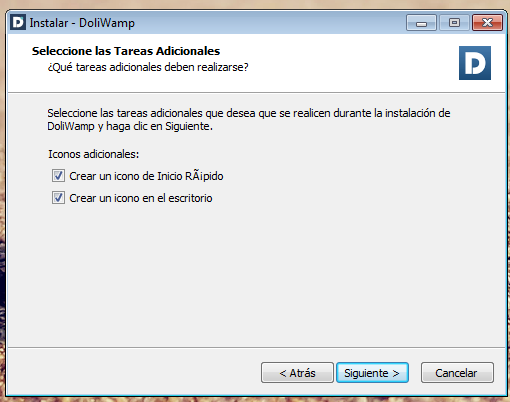 Instalar - DoliWamp
Seleccione las Tareas Adicionales
¿Qué tareas adicionales deben realizarse?
D
Seleccione las tareas adicionales que desea que se realicen durante la instalación de
DoliWamp y haga clic en Siguiente.
Iconos adicionales:
Crear un icono de Inicio RÃ¡pido
Crear un icono en el escritorio
< Atrás
Siguiente >
Cancelar